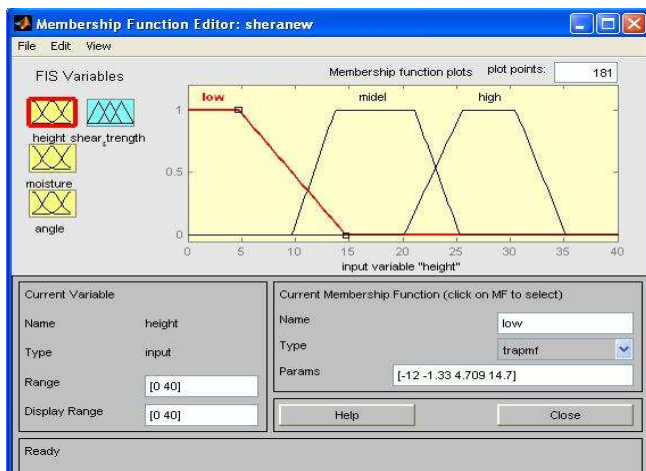 Membership Function Editor: sheranew
File Edit View
FIS Variables
Membership function plots plot points: 181
low midel high
1
0.5
0
0 5 10 15 20 25 30 35 40
input variable "height"
height shear_strength
moisture
angle
Current Variable
Name height
Type input
Range [0 40]
Display Range [0 40]
Current Membership Function (click on MF to select)
Name low
Type trapmf
Params [-12 -1.33 4.709 14.7]
Help Close
Ready